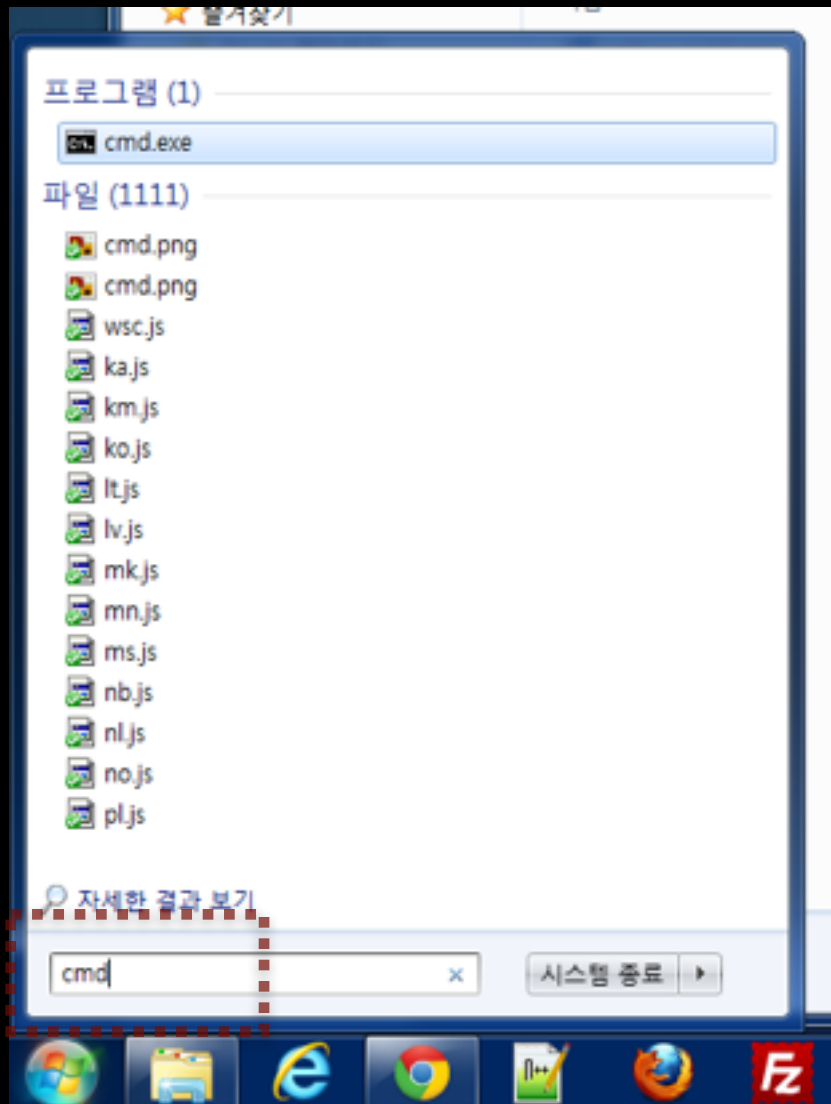 즐겨찾기
프로그램 (1)
cmd.exe
파일 (1111)
cmd.png
cmd.png
wsc.js
ka.js
km.js
ko.js
lt.js
lv.js
mk.js
mn.js
ms.js
nb.js
nl.js
no.js
pl.js
자세한 결과 보기
cmd
시스템 종료